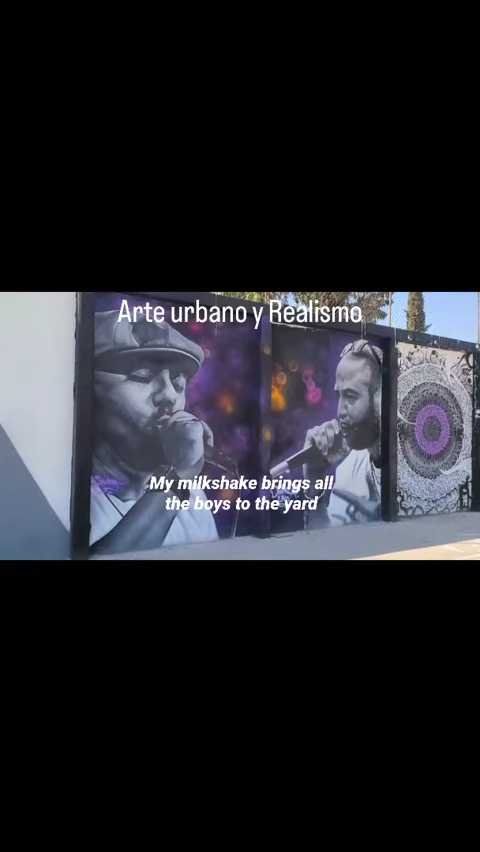 Arte urbano y Realismo
My milkshake brings all
the boys to the yard